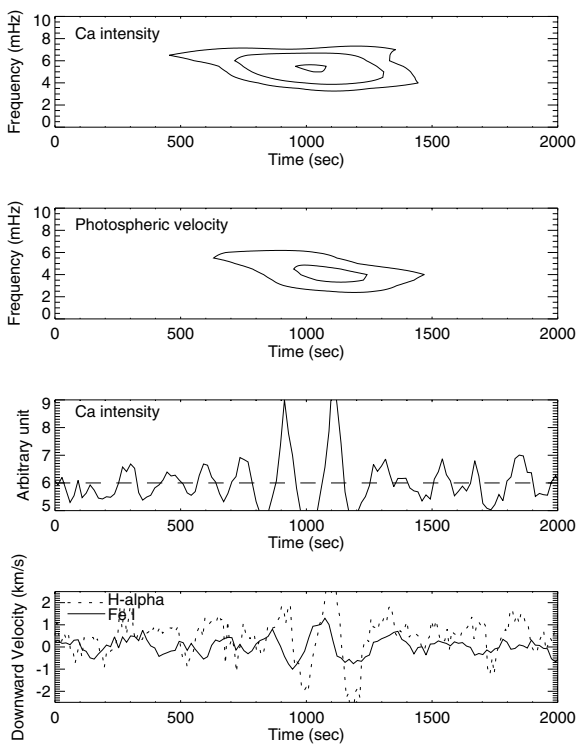 Ca intensity
Frequency (mHz)
10
8
6
4
2
0
0 500 1000 1500 2000
Time (sec)
Photospheric velocity
Frequency (mHz)
10
8
6
4
2
0
0 500 1000 1500 2000
Time (sec)
Ca intensity
Arbitrary unit
9
8
7
6
5
0 500 1000 1500 2000
Time (sec)
H-alpha
Fe I
Downward Velocity (km/s)
2
1
0
-1
-2
0 500 1000 1500 2000
Time (sec)